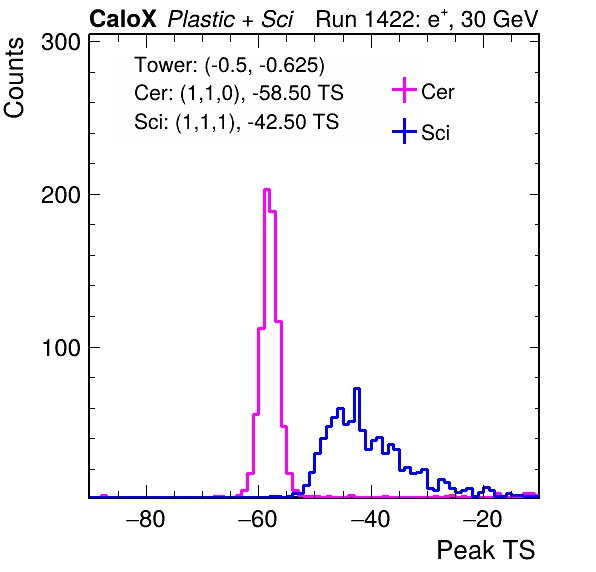 CaloX Plastic + Sci Run 1422: e+, 30 GeV
Counts
300
200
100
Tower: (-0.5, -0.625)
Cer: (1,1,0), -58.50 TS
Sci: (1,1,1), -42.50 TS
Cer
Sci
−80 −60 −40 −20
Peak TS